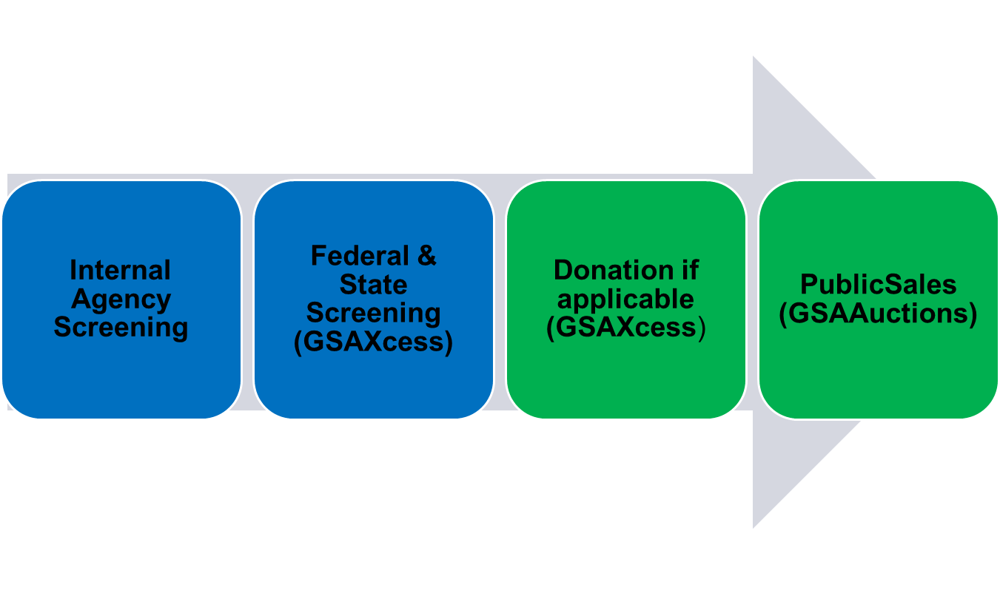 Internal
Agency
Screening
Federal &
State
Screening
(GSAXcess)
Donation if
applicable
(GSAXcess)
PublicSales
(GSAAuctions)